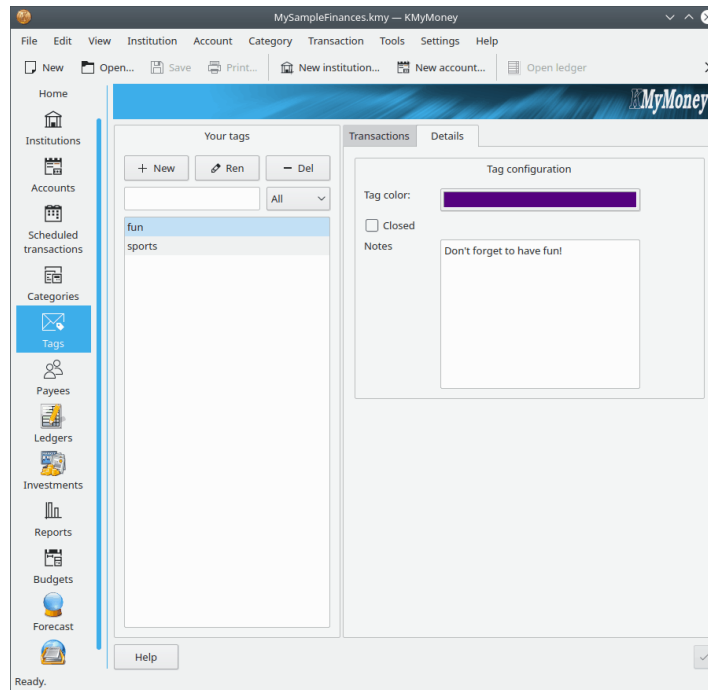 MySampleFinances.kmy — KMyMoney
File Edit View Institution Account Category Transaction Tools Settings Help
New Open... Save Print... New institution... New account... Open ledger
KMyMoney
Home
Institutions
Accounts
Scheduled
transactions
Categories
Tags
Payees
Ledgers
Investments
Reports
Budgets
Forecast
Your tags
New Ren Del
All
fun
sports
Transactions Details
Tag configuration
Tag color:
Closed
Notes
Don't forget to have fun!
Help
Ready.